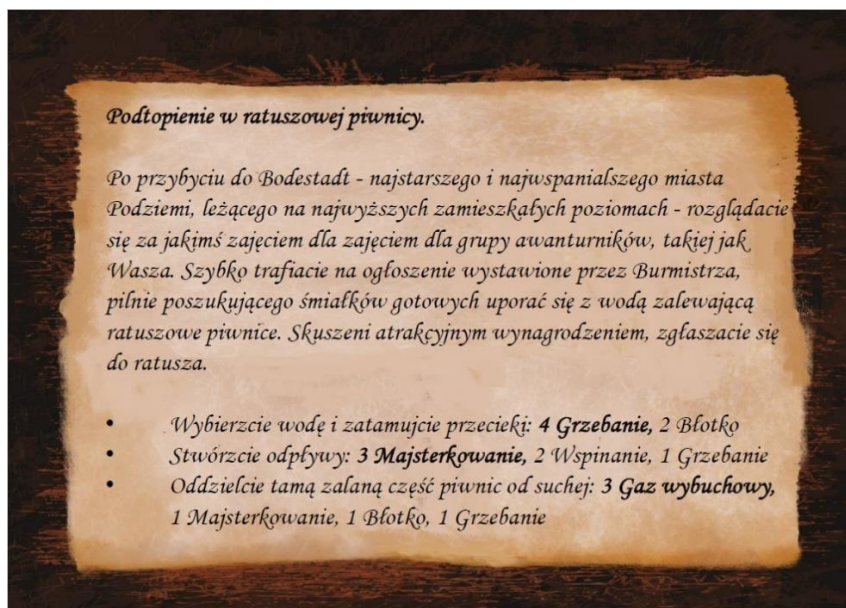 Podtopienie w ratuszowej piwnicy.
Po przybyciu do Bodestadt - najstarszego i najwspanialszego miasta
Podziemi, leżącego na najwyższych zamieszkałych poziomach - rozglądacie
się za jakimś zajęciem dla zajęciem dla grupy awanturników, takiej jak
Wasza. Szybko trafiacie na ogłoszenie wystawione przez Burmistrza,
pilnie poszukującego śmiałków gotowych uporać się z wodą zalewającą
ratuszowe piwnice. Skuszeni atrakcyjnym wynagrodzeniem, zgłaszacie się
do ratusza.
• Wybierzcie wodę i zatamujcie przecieki: 4 Grzebanie, 2 Błotko
• Stwórzcie odpływy: 3 Majsterkowanie, 2 Wspinanie, 1 Grzebanie
• Oddzielcie tamą zalaną część piwnic od suchej: 3 Gaz wybuchowy,
1 Majsterkowanie, 1 Błotko, 1 Grzebanie